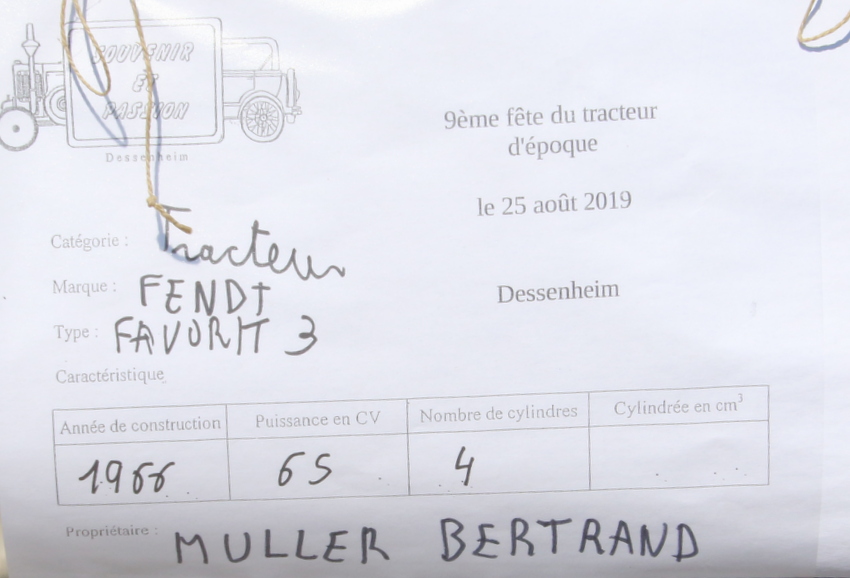 SOUVENIR
ET
PASSION
Dessenheim
9ème fête du tracteur
d'époque
le 25 août 2019
Dessenheim
Catégorie : Tracteur
Marque : FENDT
Type : FAVORIT 3
Caractéristique
Année de construction Puissance en CV Nombre de cylindres Cylindrée en cm³
1966 65 4
Propriétaire : MULLER BERTRAND